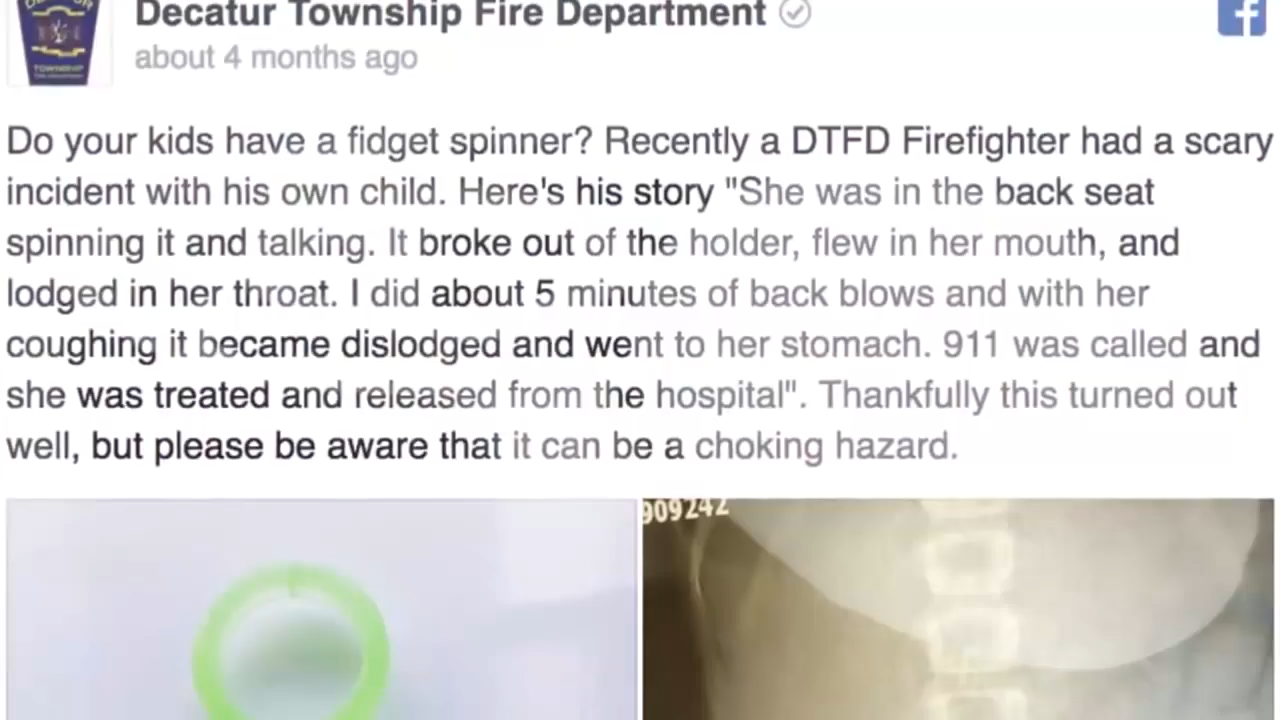 Decatur Township Fire Department
about 4 months ago
Do your kids have a fidget spinner? Recently a DTFD Firefighter had a scary
incident with his own child. Here's his story "She was in the back seat
spinning it and talking. It broke out of the holder, flew in her mouth, and
lodged in her throat. I did about 5 minutes of back blows and with her
coughing it became dislodged and went to her stomach. 911 was called and
she was treated and released from the hospital". Thankfully this turned out
well, but please be aware that it can be a choking hazard.
909242
TOWNSHIP